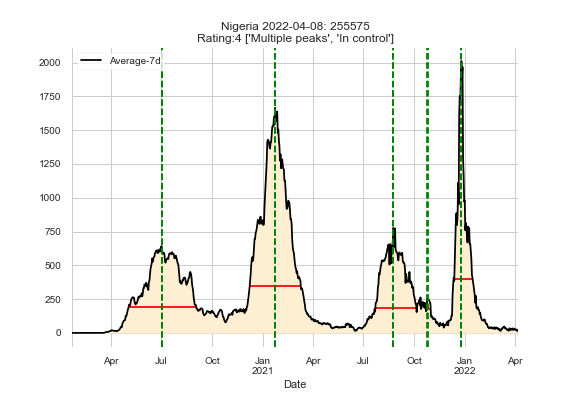 Nigeria 2022-04-08: 255575
Rating:4 ['Multiple peaks', 'In control']
Average-7d
2000
1750
1500
1250
1000
750
500
250
0
Apr
Jul
Oct
Jan
2021
Apr
Jul
Oct
Jan
2022
Apr
Date